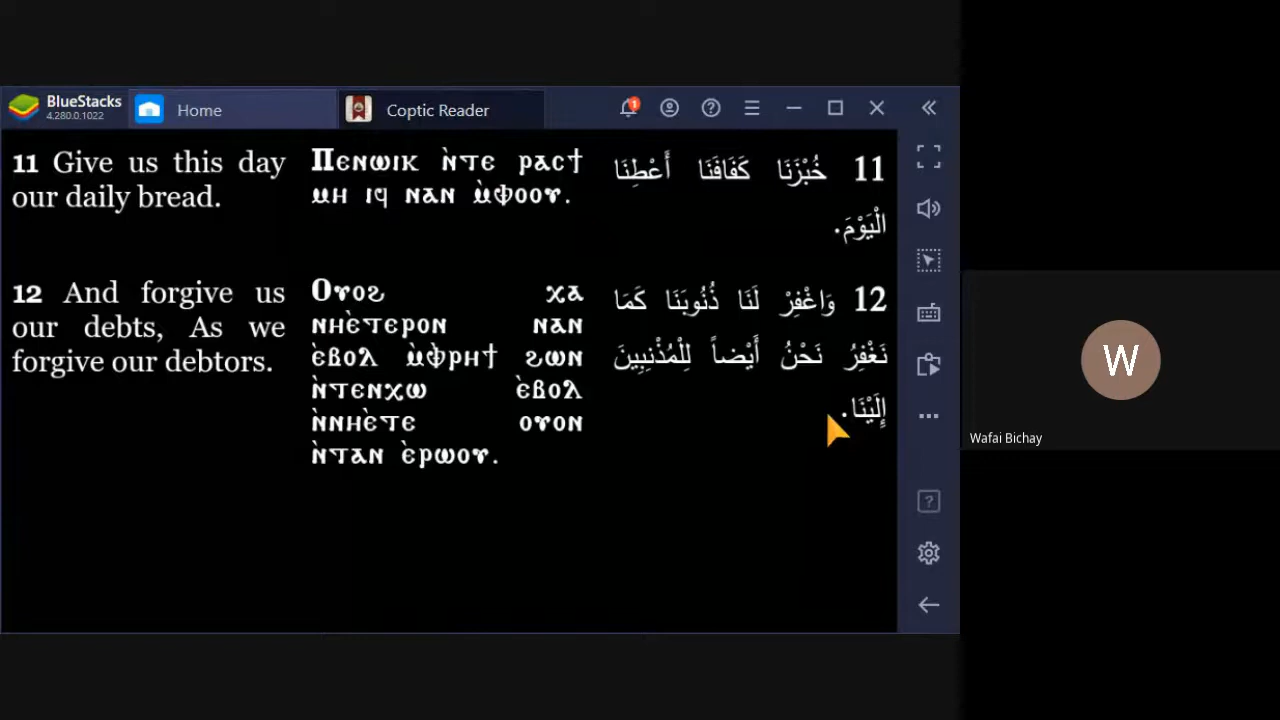 BlueStacks
4.280.0.1022
Home
Coptic Reader
1
11 Give us this day
our daily bread.
Ⲡⲉⲛⲱⲓⲕ ⲛ̀ⲧⲉ ⲣⲁⲥϯ
ⲙⲏ ⲓϥ ⲛⲁⲛ ⲙ̀ⲫⲟⲟⲩ.
11 خُبْزَنَا كَفَافَنَا أَعْطِنَا
الْيَوْمَ.
12 And forgive us
our debts, As we
forgive our debtors.
Ⲟⲩⲟϩ ⲭⲁ
ⲛⲏⲉ̀ⲧⲉⲣⲟⲛ ⲛⲁⲛ
ⲉ̀ⲃⲟⲗ ⲙ̀ⲫⲣⲏϯ ϩⲱⲛ
ⲛ̀ⲧⲉⲛⲭⲱ ⲉ̀ⲃⲟⲗ
ⲛ̀ⲛⲏⲉ̀ⲧⲉ ⲟⲩⲟⲛ
ⲛ̀ⲧⲁⲛ ⲉ̀ⲣⲱⲟⲩ.
12 وَاغْفِرْ لَنَا ذُنُوبَنَا كَمَا
نَغْفِرُ نَحْنُ أَيْضاً لِلْمُذْنِبِينَ
إِلَيْنَا.
W
Wafai Bichay